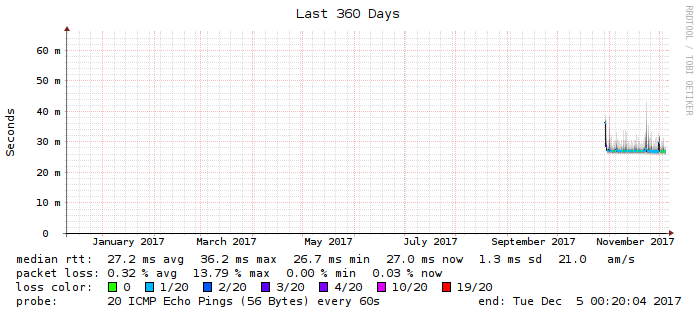 Last 360 Days
RRDTOOL / TOBI OETIKER
Seconds
60 m
50 m
40 m
30 m
20 m
10 m
0
January 2017 March 2017 May 2017 July 2017 September 2017 November 2017
median rtt: 27.2 ms avg 36.2 ms max 26.7 ms min 27.0 ms now 1.3 ms sd 21.0 am/s
packet loss: 0.32 % avg 13.79 % max 0.00 % min 0.03 % now
loss color: 0 1/20 2/20 3/20 4/20 10/20 19/20
probe: 20 ICMP Echo Pings (56 Bytes) every 60s end: Tue Dec 5 00:20:04 2017